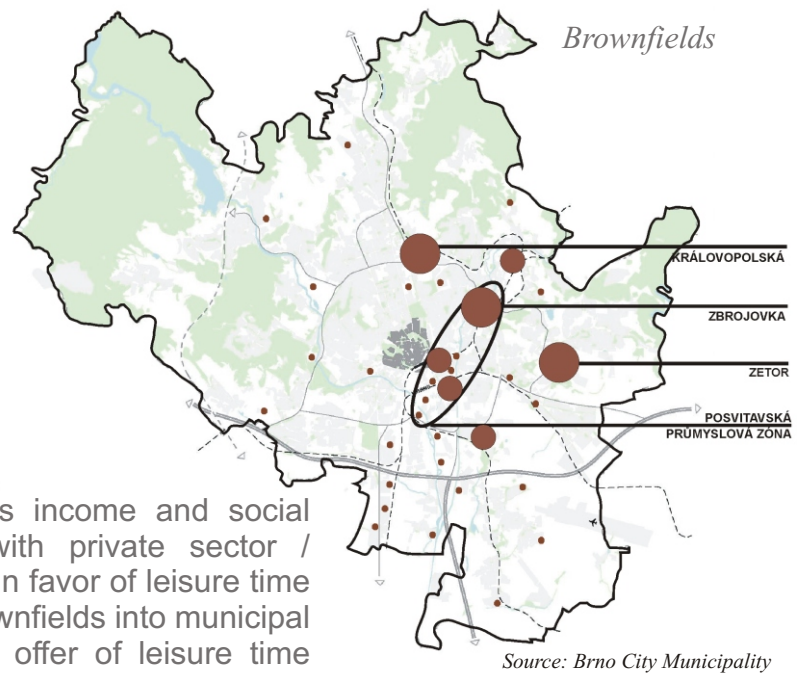 Brownfields
KRÁLOVOPOLSKÁ
ZBROJOVKA
ZETOR
POSVITAVSKÁ
PRŮMYSLOVÁ ZÓNA
s income and social
with private sector /
in favor of leisure time
wnfields into municipal
offer of leisure time
Source: Brno City Municipality